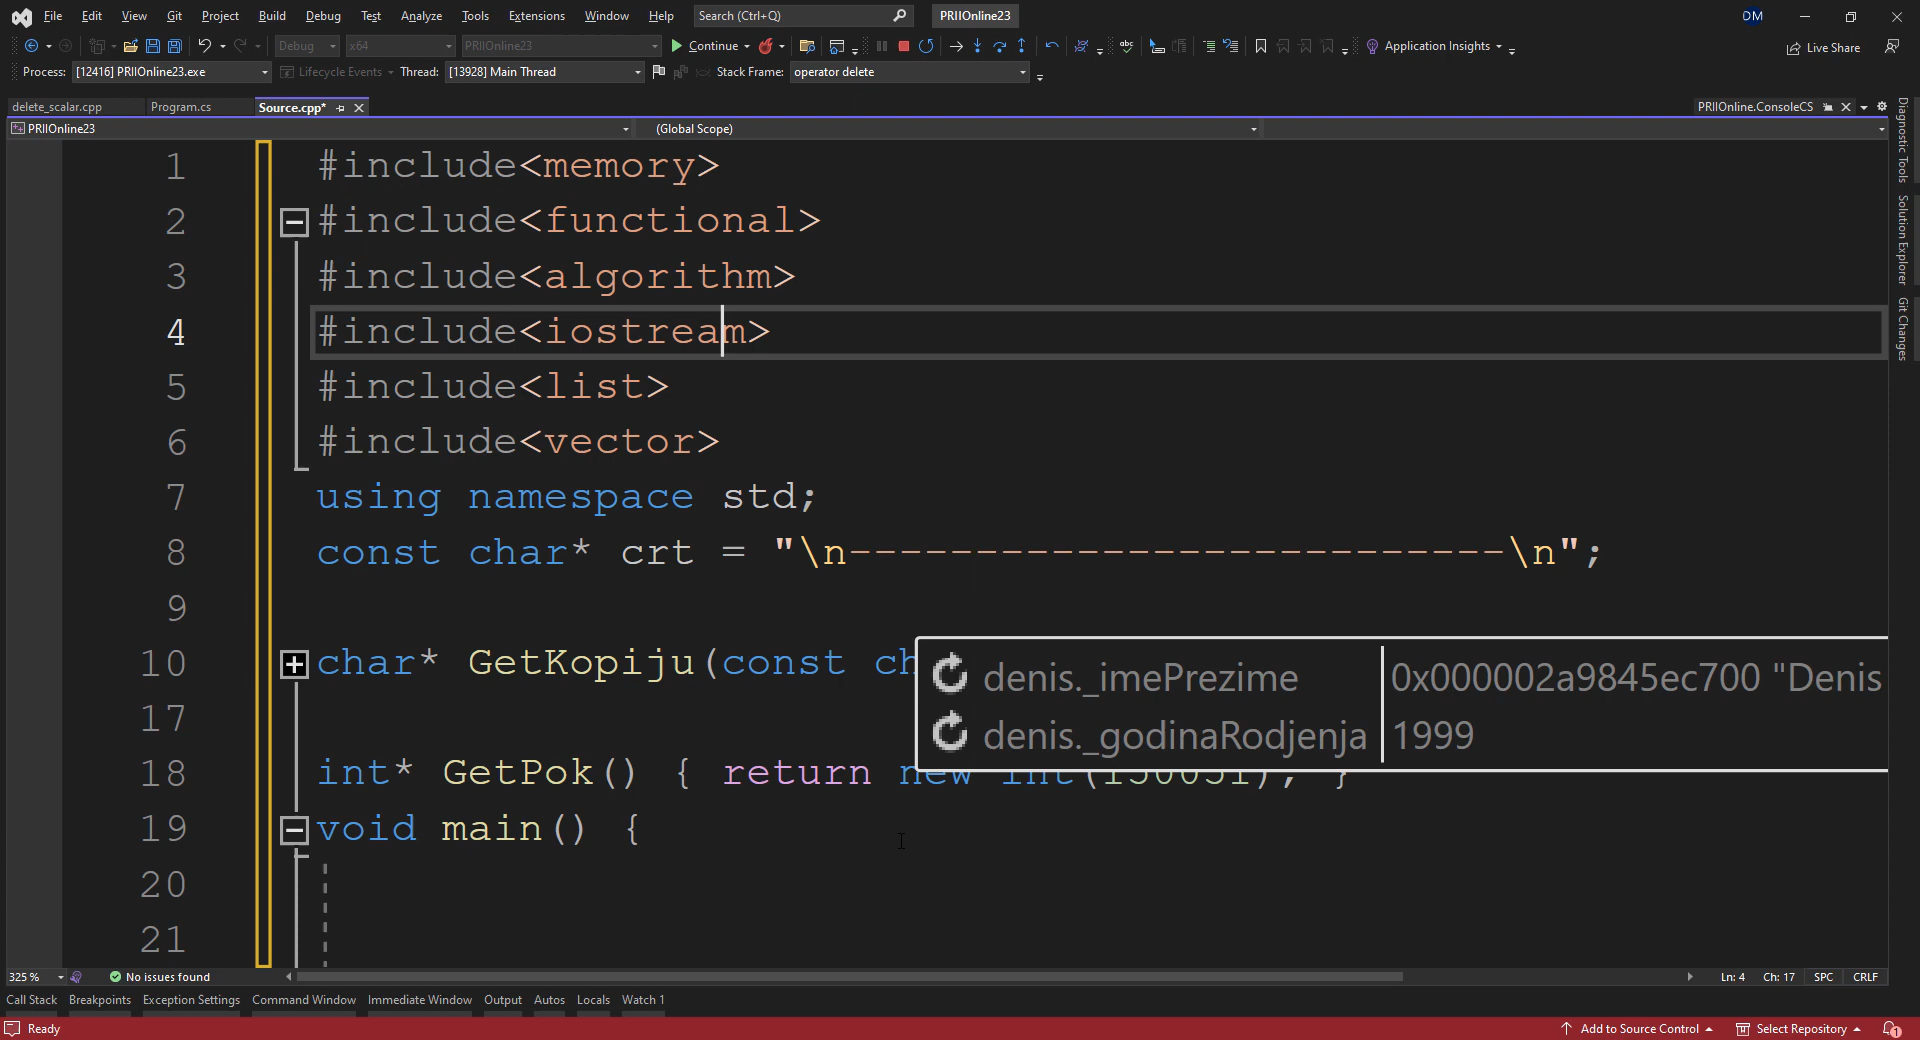 File Edit View Git Project Build Debug Test Analyze Tools Extensions Window Help Search (Ctrl+Q) PRIIOnline23 DM
Debug x64 PRIIOnline23 Continue Application Insights Live Share
Process: [12416] PRIIOnline23.exe Lifecycle Events Thread: [13928] Main Thread Stack Frame: operator delete
delete_scalar.cpp Program.cs Source.cpp* PRIIOnline.ConsoleCS
PRIIOnline23 (Global Scope)
Diagnostic Tools
Solution Explorer
Git Changes
1 #include<memory>
2 #include<functional>
3 #include<algorithm>
4 #include<iostream>
5 #include<list>
6 #include<vector>
7 using namespace std;
8 const char* crt = "\n--------------------------\n";
9
10 char* GetKopiju(const ch
denis._imePrezime 0x000002a9845ec700 "Denis
17
denis._godinaRodjenja 1999
18 int* GetPok() { return new int(150051); }
19 void main() {
20
21
325 % No issues found Ln: 4 Ch: 17 SPC CRLF
Call Stack Breakpoints Exception Settings Command Window Immediate Window Output Autos Locals Watch 1
Ready Add to Source Control Select Repository 1